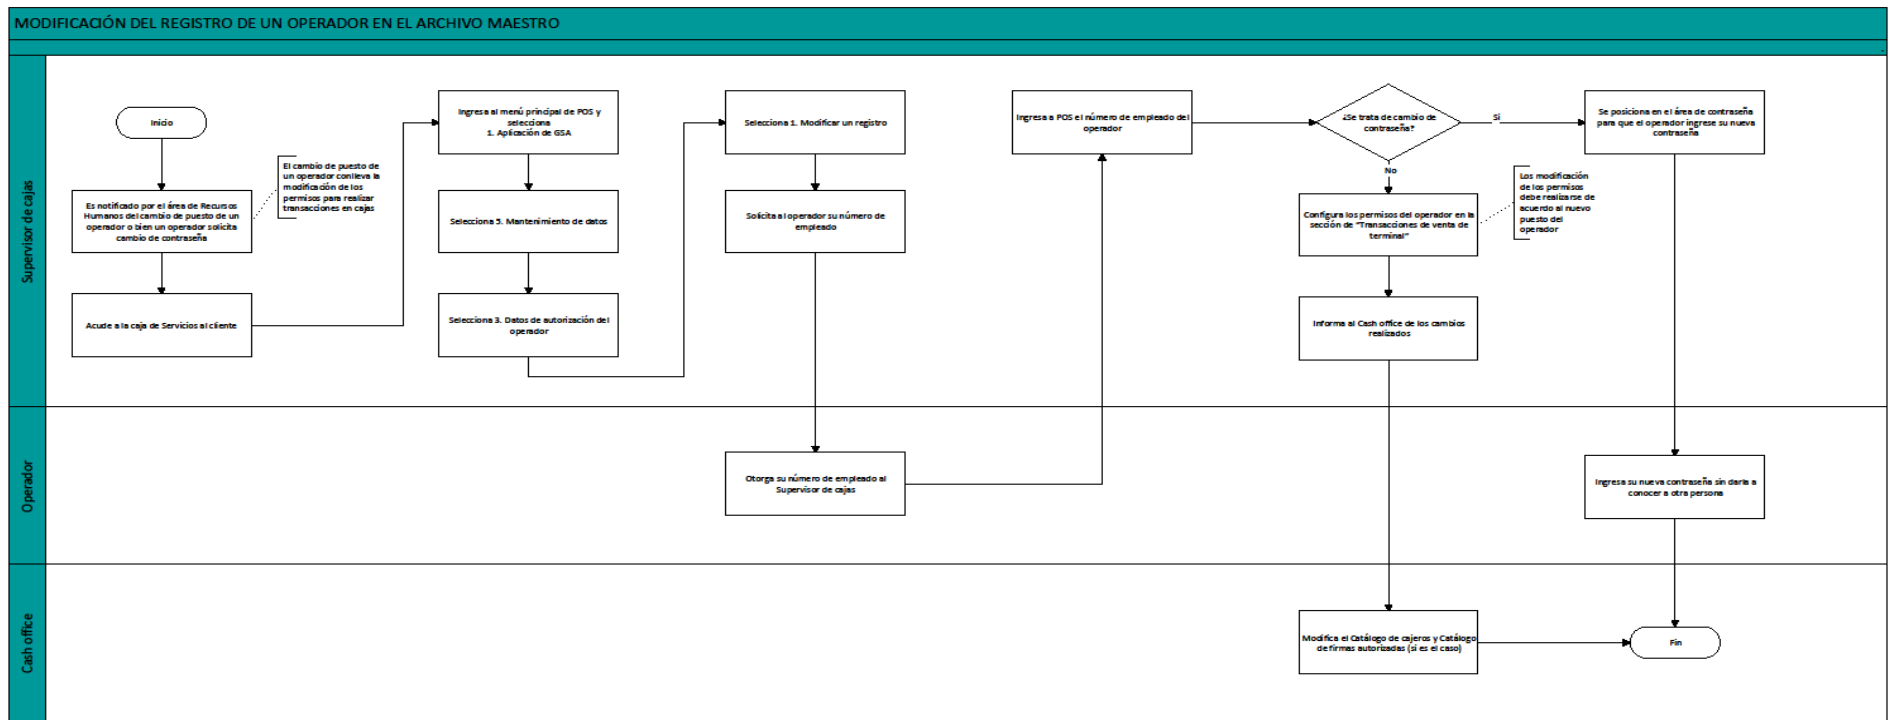 MODIFICACIÓN DEL REGISTRO DE UN OPERADOR EN EL ARCHIVO MAESTRO
Supervisor de cajas
Inicio
Es notificado por el área de Recursos
Humanos del cambio de puesto de un
operador o bien un operador solicita
cambio de contraseña
El cambio de puesto de
un operador conlleva la
modificación de los
permisos para realizar
transacciones en cajas
Acude a la caja de Servicios al cliente
Ingresa al menú principal de POS y
selecciona
1. Aplicación de GSA
Selecciona 5. Mantenimiento de datos
Selecciona 3. Datos de autorización del
operador
Selecciona 1. Modificar un registro
Solicita al operador su número de
empleado
Ingresa a POS el número de empleado del
operador
¿Se trata de cambio de
contraseña?
Si
No
Se posiciona en el área de contraseña
para que el operador ingrese su nueva
contraseña
Configura los permisos del operador en la
sección de "Transacciones de venta de
terminal"
Los modificación
de los permisos
debe realizarse de
acuerdo al nuevo
puesto del
operador
Informa al Cash office de los cambios
realizados
Operador
Otorga su número de empleado al
Supervisor de cajas
Ingresa su nueva contraseña sin darla a
conocer a otra persona
Cash office
Modifica el Catálogo de cajeros y Catálogo
de firmas autorizadas (si es el caso)
Fin